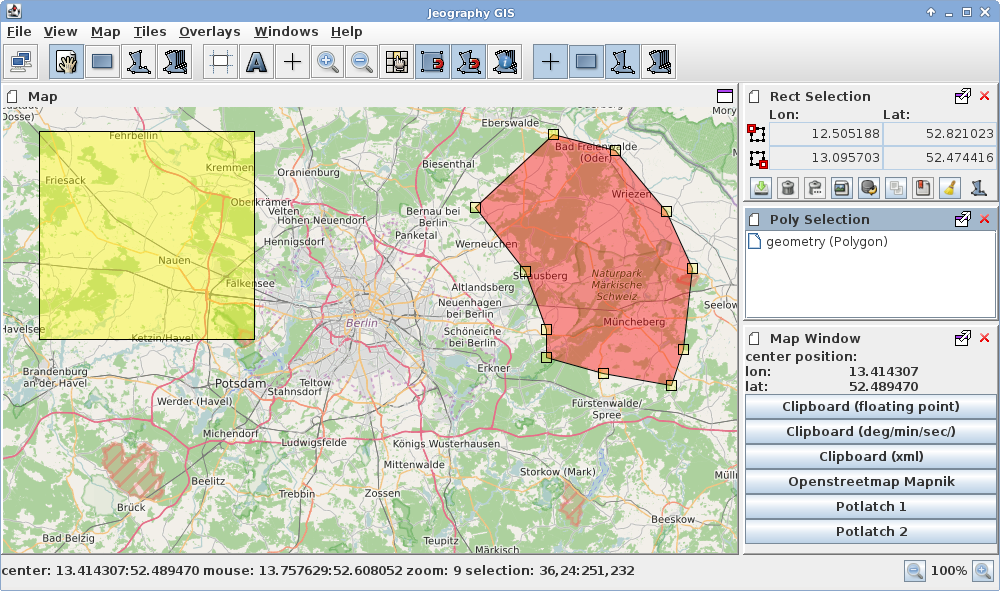 Jeography GIS
File View Map Tiles Overlays Windows Help
Map
Dosse)
Eberswalde
Mory
Fehrbellin
Bad Freienwalde
(Oder)
Kremmen
Biesenthal
Oranienburg
Friesack
Wriezen
Oberkrämer
Velten
Bernau bei
Berlin
Hohen Neuendorf
Panketal
Hennigsdorf
Werneuchen
Nauen
Strausberg
Naturpark
Märkische
Schweiz
Falkensee
Altlandsberg
Neuenhagen
bei Berlin
Seelow
Havelsee
Berlin
Müncheberg
Schöneiche
bei Berlin
Ketzin/Havel
Erkner
Brandenburg
an der Havel
Potsdam
Teltow
Stahnsdorf
Werder (Havel)
Fürstenwalde/
Spree
Michendorf
Ludwigsfelde
Königs Wusterhausen
Mittenwalde
Storkow (Mark)
Beelitz
Trebbin
Zossen
Brück
Beeskow
Bad Belzig
Teupitz
Märkisch
Rect Selection
Lon: Lat:
12.505188 52.821023
13.095703 52.474416
Poly Selection
geometry (Polygon)
Map Window
center position:
lon: 13.414307
lat: 52.489470
Clipboard (floating point)
Clipboard (deg/min/sec/)
Clipboard (xml)
Openstreetmap Mapnik
Potlatch 1
Potlatch 2
center: 13.414307:52.489470 mouse: 13.757629:52.608052 zoom: 9 selection: 36,24:251,232
100%